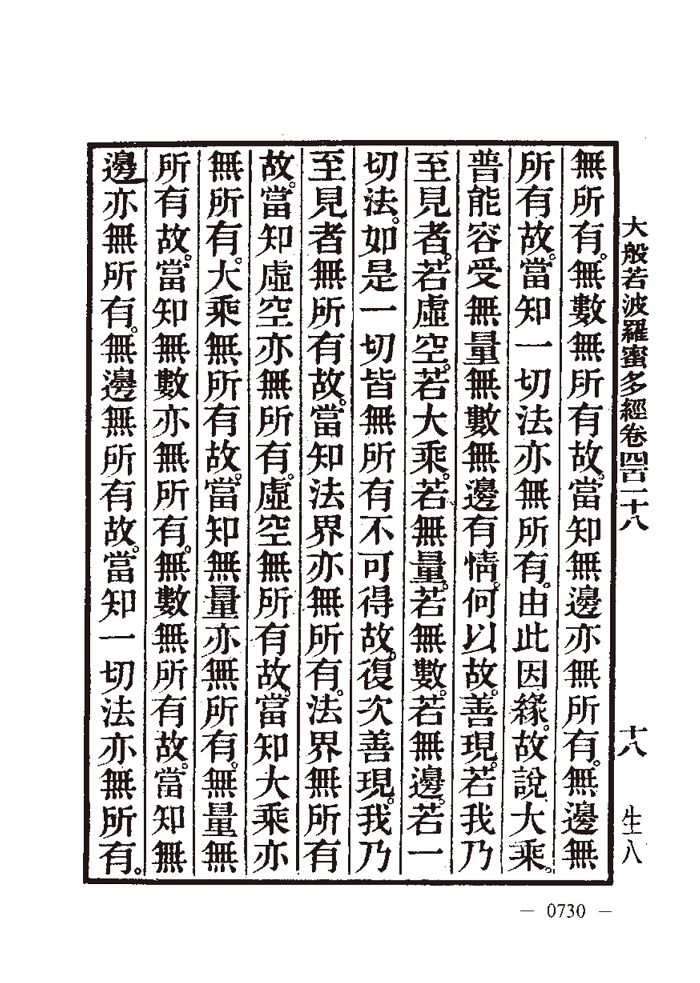 大般若波羅蜜多經卷四百二十八
十八
生八
無所有。無數無所有故。當知無邊亦無所有。無邊無
所有故。當知一切法亦無所有。由此因緣。故說大乘。
普能容受無量無數無邊有情。何以故。善現。若我乃
至見者。若虛空。若大乘。若無量。若無數。若無邊。若一
切法。如是一切皆無所有不可得故。復次善現。我乃
至見者無所有故。當知法界亦無所有。法界無所有
故。當知虛空亦無所有。虛空無所有故。當知大乘亦
無所有。大乘無所有故。當知無量亦無所有。無量無
所有故。當知無數亦無所有。無數無所有故。當知無
邊亦無所有。無邊無所有故。當知一切法亦無所有。
— 0730 —